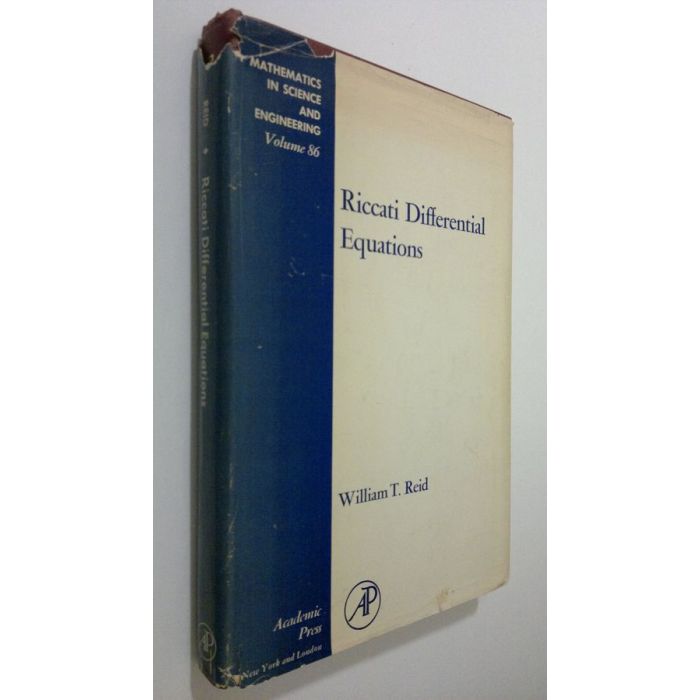 MATHEMATICS
IN SCIENCE
AND
ENGINEERING
Volume 86
Riccati Differential
Equations
William T. Reid
AP
Academic
Press
New York and London
REID • Riccati Differential Equations
AP